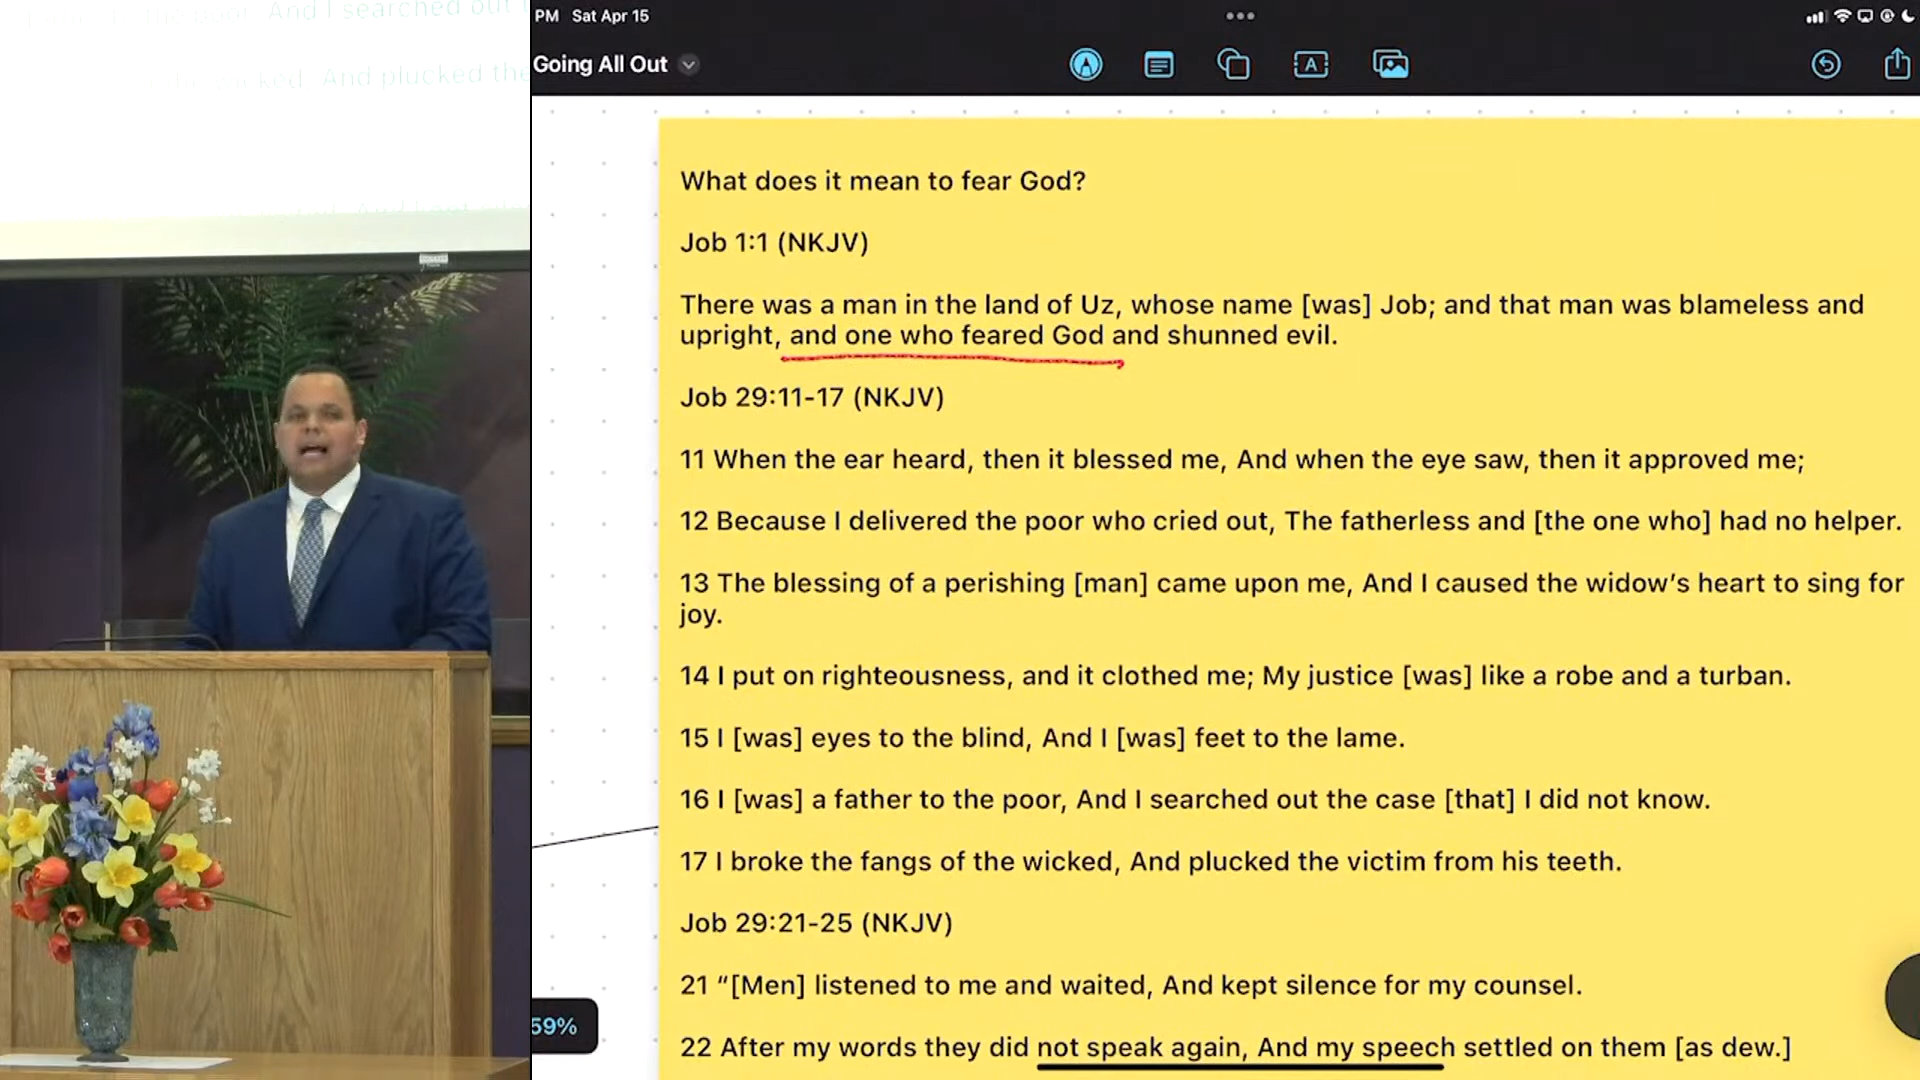 And I searched out
And plucked the
PM Sat Apr 15
Going All Out
A
What does it mean to fear God?
Job 1:1 (NKJV)
There was a man in the land of Uz, whose name [was] Job; and that man was blameless and
upright, and one who feared God and shunned evil.
Job 29:11-17 (NKJV)
11 When the ear heard, then it blessed me, And when the eye saw, then it approved me;
12 Because I delivered the poor who cried out, The fatherless and [the one who] had no helper.
13 The blessing of a perishing [man] came upon me, And I caused the widow’s heart to sing for
joy.
14 I put on righteousness, and it clothed me; My justice [was] like a robe and a turban.
15 I [was] eyes to the blind, And I [was] feet to the lame.
16 I [was] a father to the poor, And I searched out the case [that] I did not know.
17 I broke the fangs of the wicked, And plucked the victim from his teeth.
Job 29:21-25 (NKJV)
21 “[Men] listened to me and waited, And kept silence for my counsel.
22 After my words they did not speak again, And my speech settled on them [as dew.]
59%